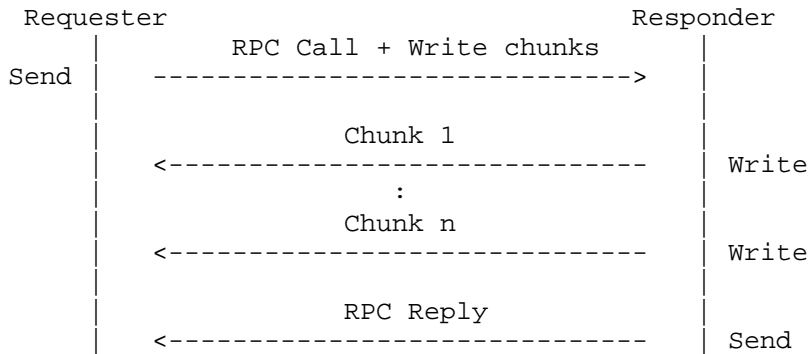 Requester Responder
RPC Call + Write chunks
Send ------------------------------>
Chunk 1
<------------------------------ Write
:
Chunk n
<------------------------------ Write
RPC Reply
<------------------------------ Send